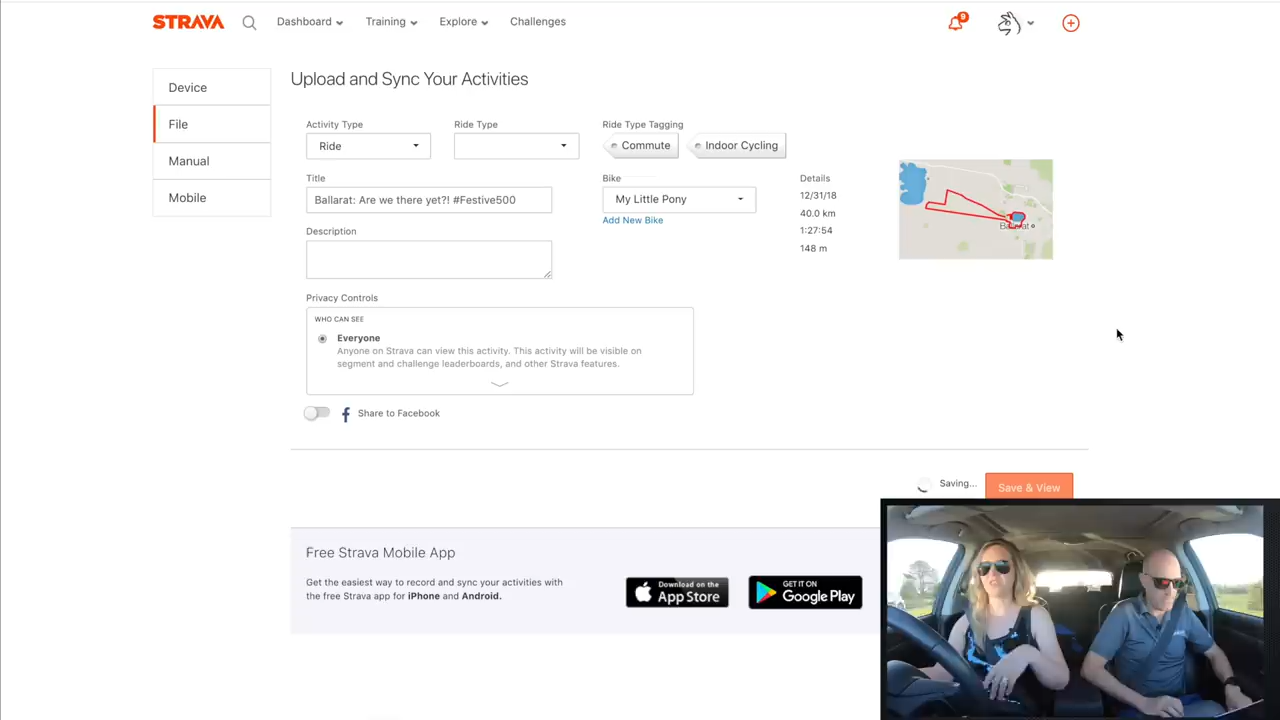 STRAVA
Dashboard
Training
Explore
Challenges
9
Device
File
Manual
Mobile
Upload and Sync Your Activities
Activity Type
Ride
Ride Type
Ride Type Tagging
Commute
Indoor Cycling
Title
Ballarat: Are we there yet?! #Festive500
Bike
My Little Pony
Add New Bike
Details
12/31/18
40.0 km
1:27:54
148 m
Ballarat
Description
Privacy Controls
WHO CAN SEE
Everyone
Anyone on Strava can view this activity. This activity will be visible on
segment and challenge leaderboards, and other Strava features.
Share to Facebook
Saving...
Save & View
Free Strava Mobile App
Get the easiest way to record and sync your activities with
the free Strava app for iPhone and Android.
Download on the
App Store
GET IT ON
Google Play